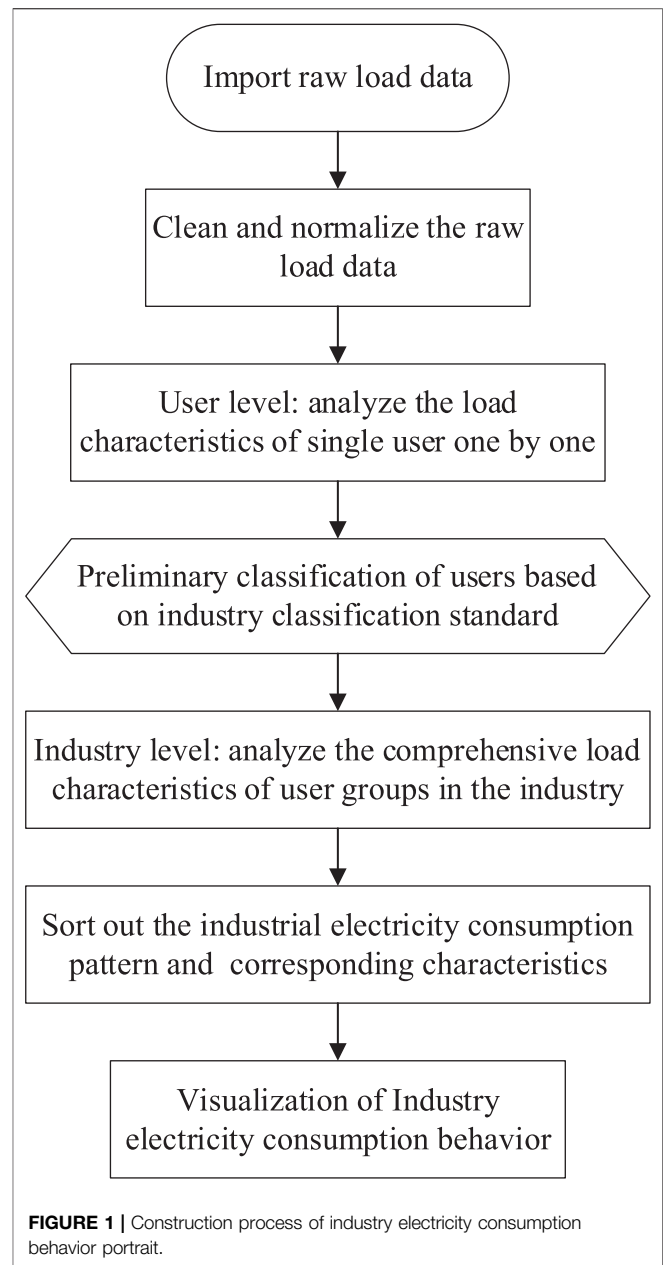 Import raw load data
Clean and normalize the raw
load data
User level: analyze the load
characteristics of single user one by one
Preliminary classification of users based
on industry classification standard
Industry level: analyze the comprehensive load
characteristics of user groups in the industry
Sort out the industrial electricity consumption
pattern and corresponding characteristics
Visualization of Industry
electricity consumption behavior
FIGURE 1 | Construction process of industry electricity consumption
behavior portrait.